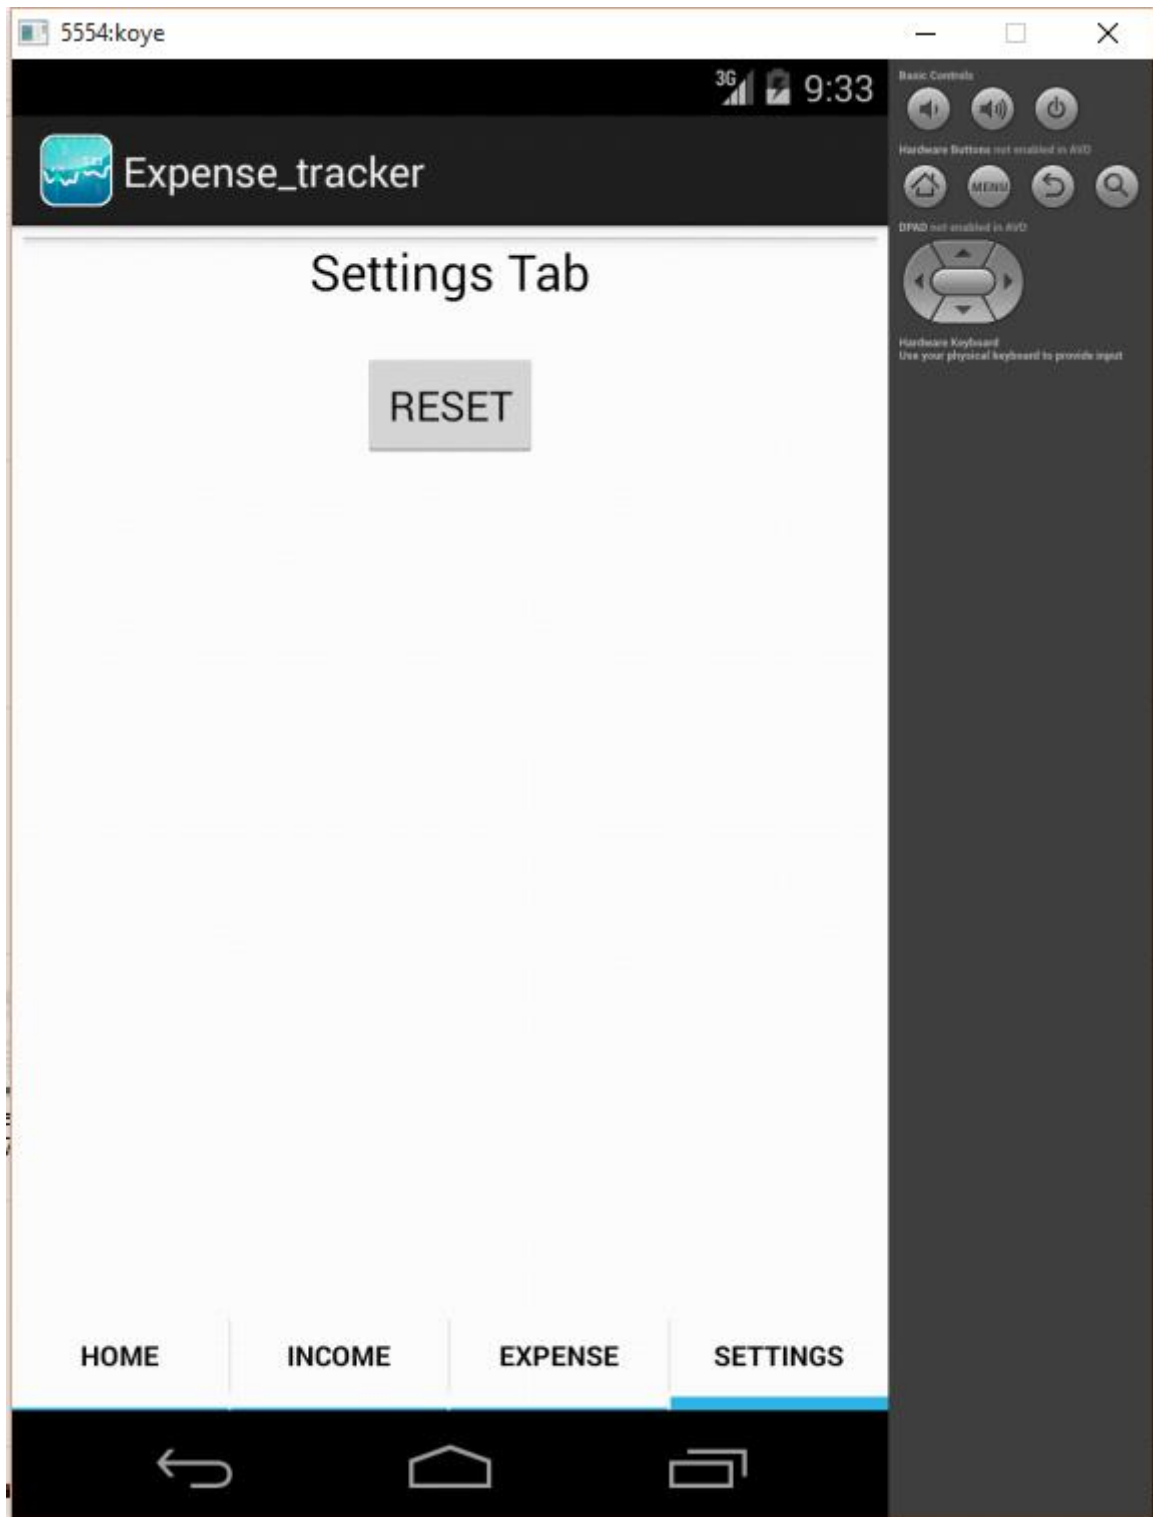 5554:koye
3G 9:33
Expense_tracker
Settings Tab
RESET
HOME INCOME EXPENSE SETTINGS
Basic Controls
Hardware Buttons not enabled in AVD
MENU
DPAD not enabled in AVD
Hardware Keyboard
Use your physical keyboard to provide input